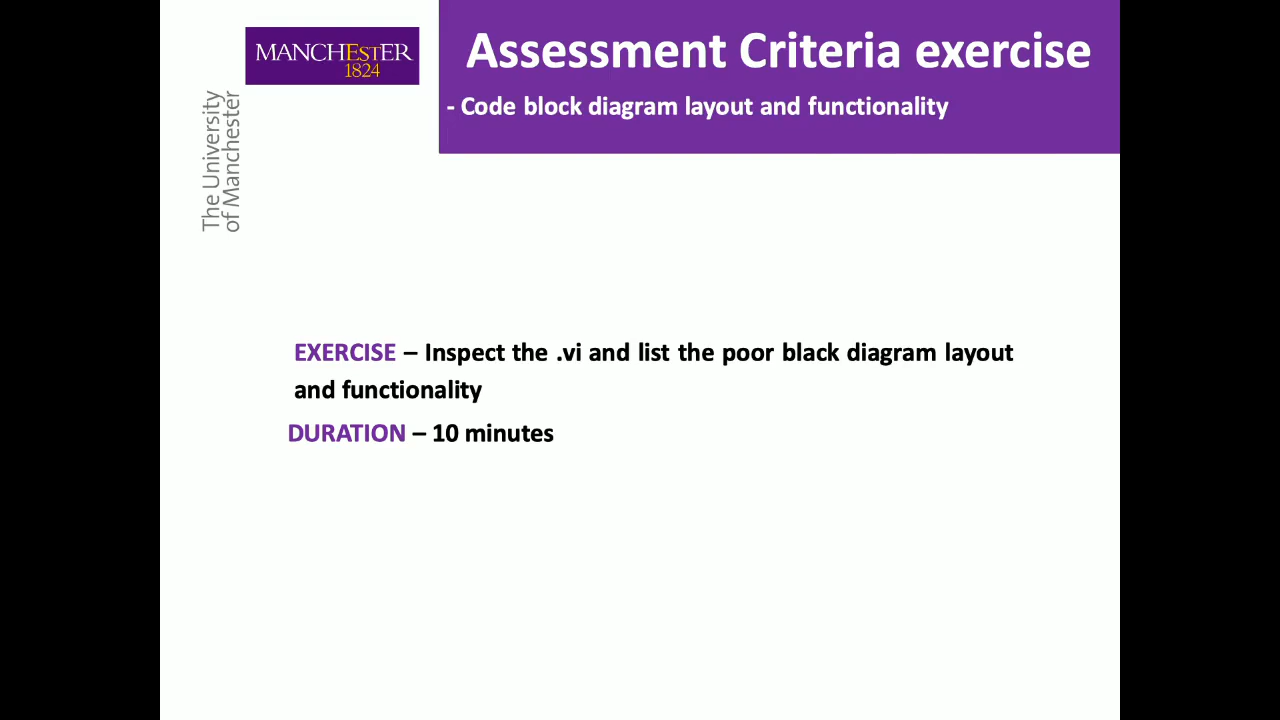 MANCHESTER
1824
The University
of Manchester
Assessment Criteria exercise
- Code block diagram layout and functionality
EXERCISE – Inspect the .vi and list the poor black diagram layout
and functionality
DURATION – 10 minutes